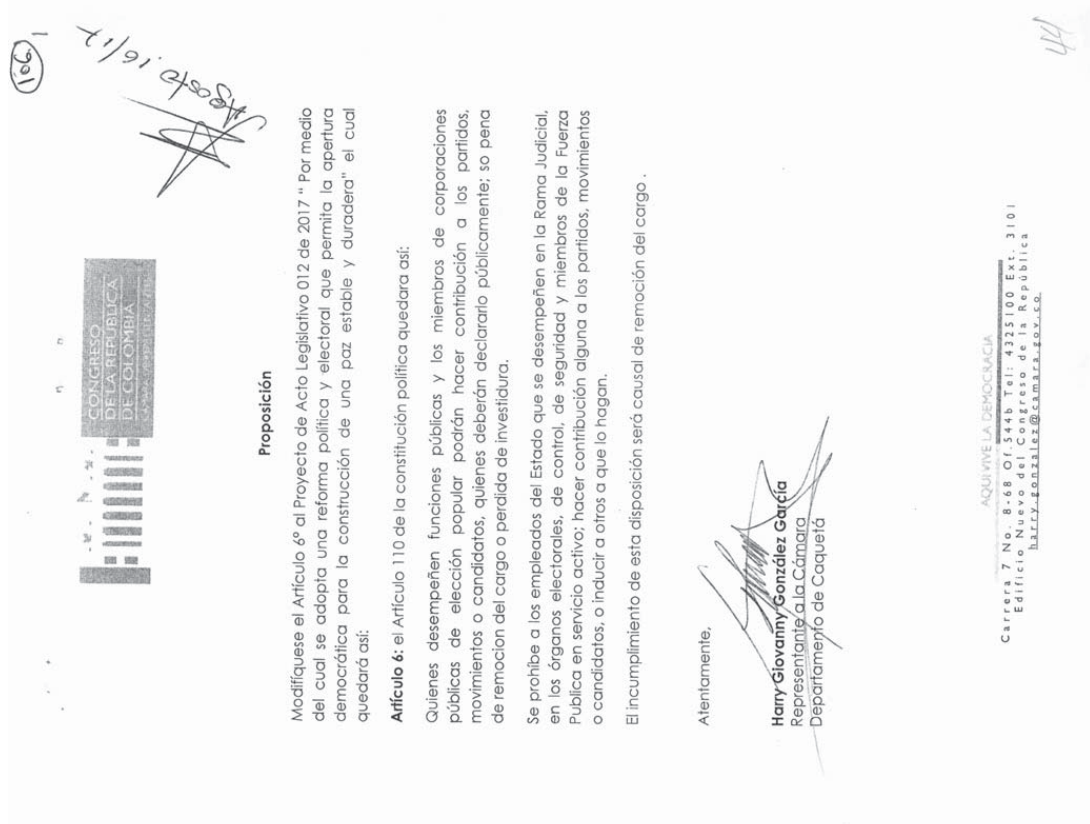 106 1
Agosto. 16/17
CONGRESO
DE LA REPÚBLICA
DE COLOMBIA
Proposición
Modifíquese el Artículo 6º al Proyecto de Acto Legislativo 012 de 2017 " Por medio
del cual se adopta una reforma política y electoral que permita la apertura
democrática para la construcción de una paz estable y duradera" el cual
quedará así:
Artículo 6: el Artículo 110 de la constitución política quedara así:
Quienes desempeñen funciones públicas y los miembros de corporaciones
públicas de elección popular podrán hacer contribución a los partidos,
movimientos o candidatos, quienes deberán declararlo públicamente; so pena
de remocion del cargo o perdida de investidura.
Se prohíbe a los empleados del Estado que se desempeñen en la Rama Judicial,
en los órganos electorales, de control, de seguridad y miembros de la Fuerza
Publica en servicio activo; hacer contribución alguna a los partidos, movimientos
o candidatos, o inducir a otros a que lo hagan.
El incumplimiento de esta disposición será causal de remoción del cargo .
Atentamente,
Harry Giovanny González García
Representante a la Cámara
Departamento de Caquetá
AQUI VIVE LA DEMOCRACIA
Carrera 7 No. 8-68 Of. 544b Tel: 4325100 Ext. 3101
Edificio Nuevo del Congreso de la República
harry.gonzalez@camara.gov.co
44